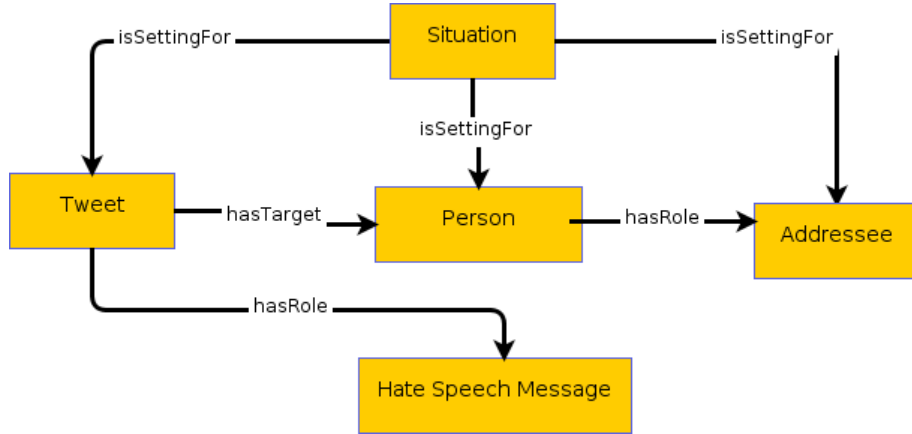 Situation
isSettingFor
isSettingFor
isSettingFor
Tweet
hasTarget
Person
hasRole
Addressee
hasRole
Hate Speech Message